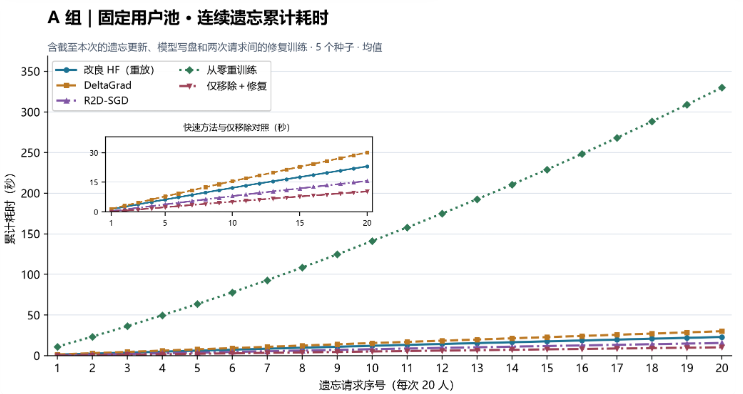 A 组｜固定用户池・连续遗忘累计耗时
含截至本次的遗忘更新、模型写盘和两次请求间的修复训练・5 个种子・均值
改良 HF（重放）
DeltaGrad
R2D-SGD
从零重训练
仅移除＋修复
快速方法与仅移除对照（秒）
30
15
0
1 5 10 15 20
累计耗时（秒）
350
300
250
200
150
100
50
0
1 2 3 4 5 6 7 8 9 10 11 12 13 14 15 16 17 18 19 20
遗忘请求序号（每次 20 人）